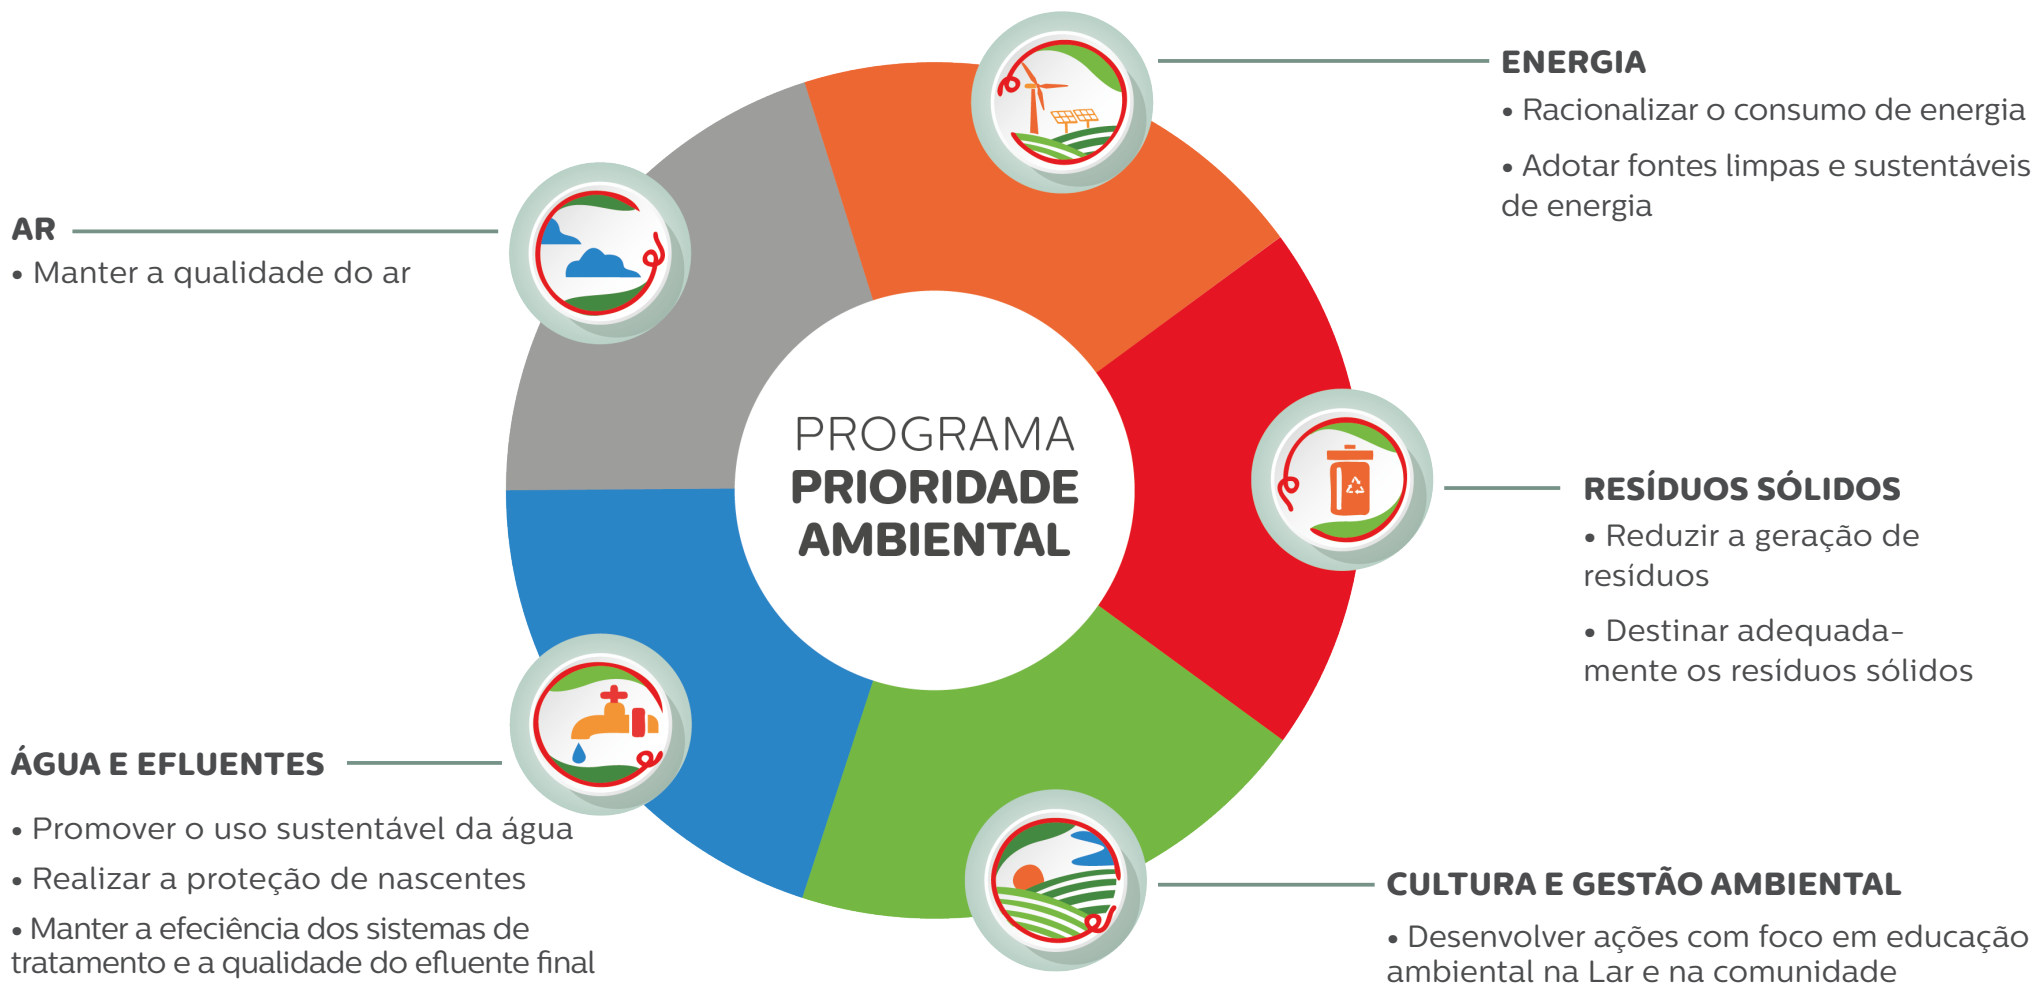 ENERGIA
• Racionalizar o consumo de energia
• Adotar fontes limpas e sustentáveis
de energia
AR
• Manter a qualidade do ar
PROGRAMA
PRIORIDADE
AMBIENTAL
RESÍDUOS SÓLIDOS
• Reduzir a geração de
resíduos
• Destinar adequada-
mente os resíduos sólidos
ÁGUA E EFLUENTES
• Promover o uso sustentável da água
• Realizar a proteção de nascentes
• Manter a efeciência dos sistemas de
tratamento e a qualidade do efluente final
CULTURA E GESTÃO AMBIENTAL
• Desenvolver ações com foco em educação
ambiental na Lar e na comunidade